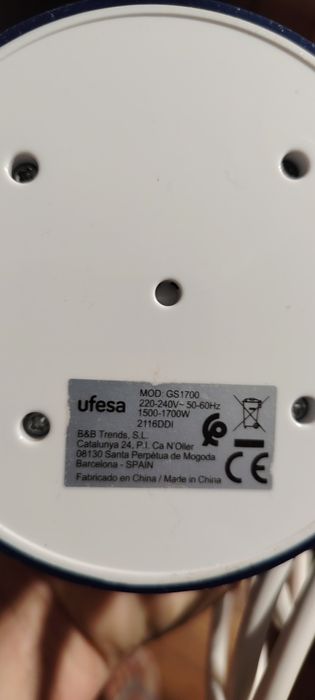 ufesa
MOD: GS1700
220-240V~ 50-60Hz
1500-1700W
2116DDI
B&B Trends, S.L.
Catalunya 24, P.I. Ca N'Oller
08130 Santa Perpètua de Mogoda
Barcelona - SPAIN
Fabricado en China / Made in China
CE